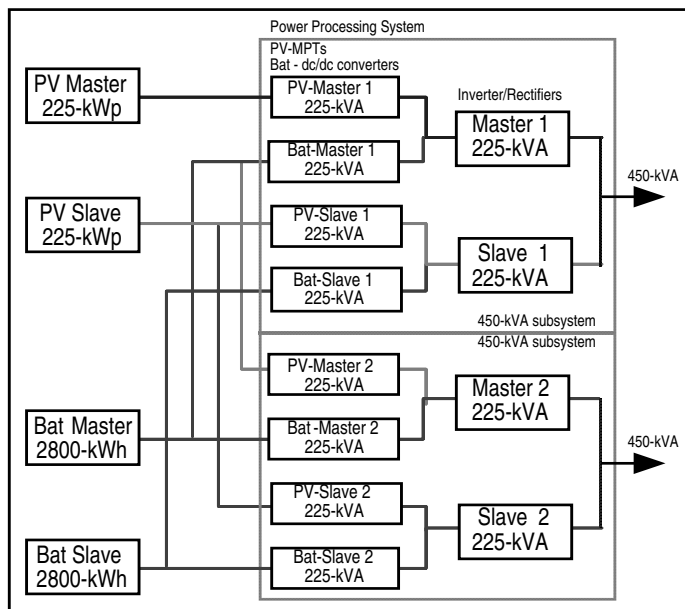 Power Processing System
PV-MPTs
Bat - dc/dc converters
PV Master
225-kWp
PV-Master 1
225-kVA
Inverter/Rectifiers
Master 1
225-kVA
Bat-Master 1
225-kVA
450-kVA
PV Slave
225-kWp
PV-Slave 1
225-kVA
Slave 1
225-kVA
Bat-Slave 1
225-kVA
450-kVA subsystem
450-kVA subsystem
PV-Master 2
225-kVA
Master 2
225-kVA
Bat Master
2800-kWh
Bat-Master 2
225-kVA
450-kVA
PV-Slave 2
225-kVA
Slave 2
225-kVA
Bat Slave
2800-kWh
Bat-Slave 2
225-kVA